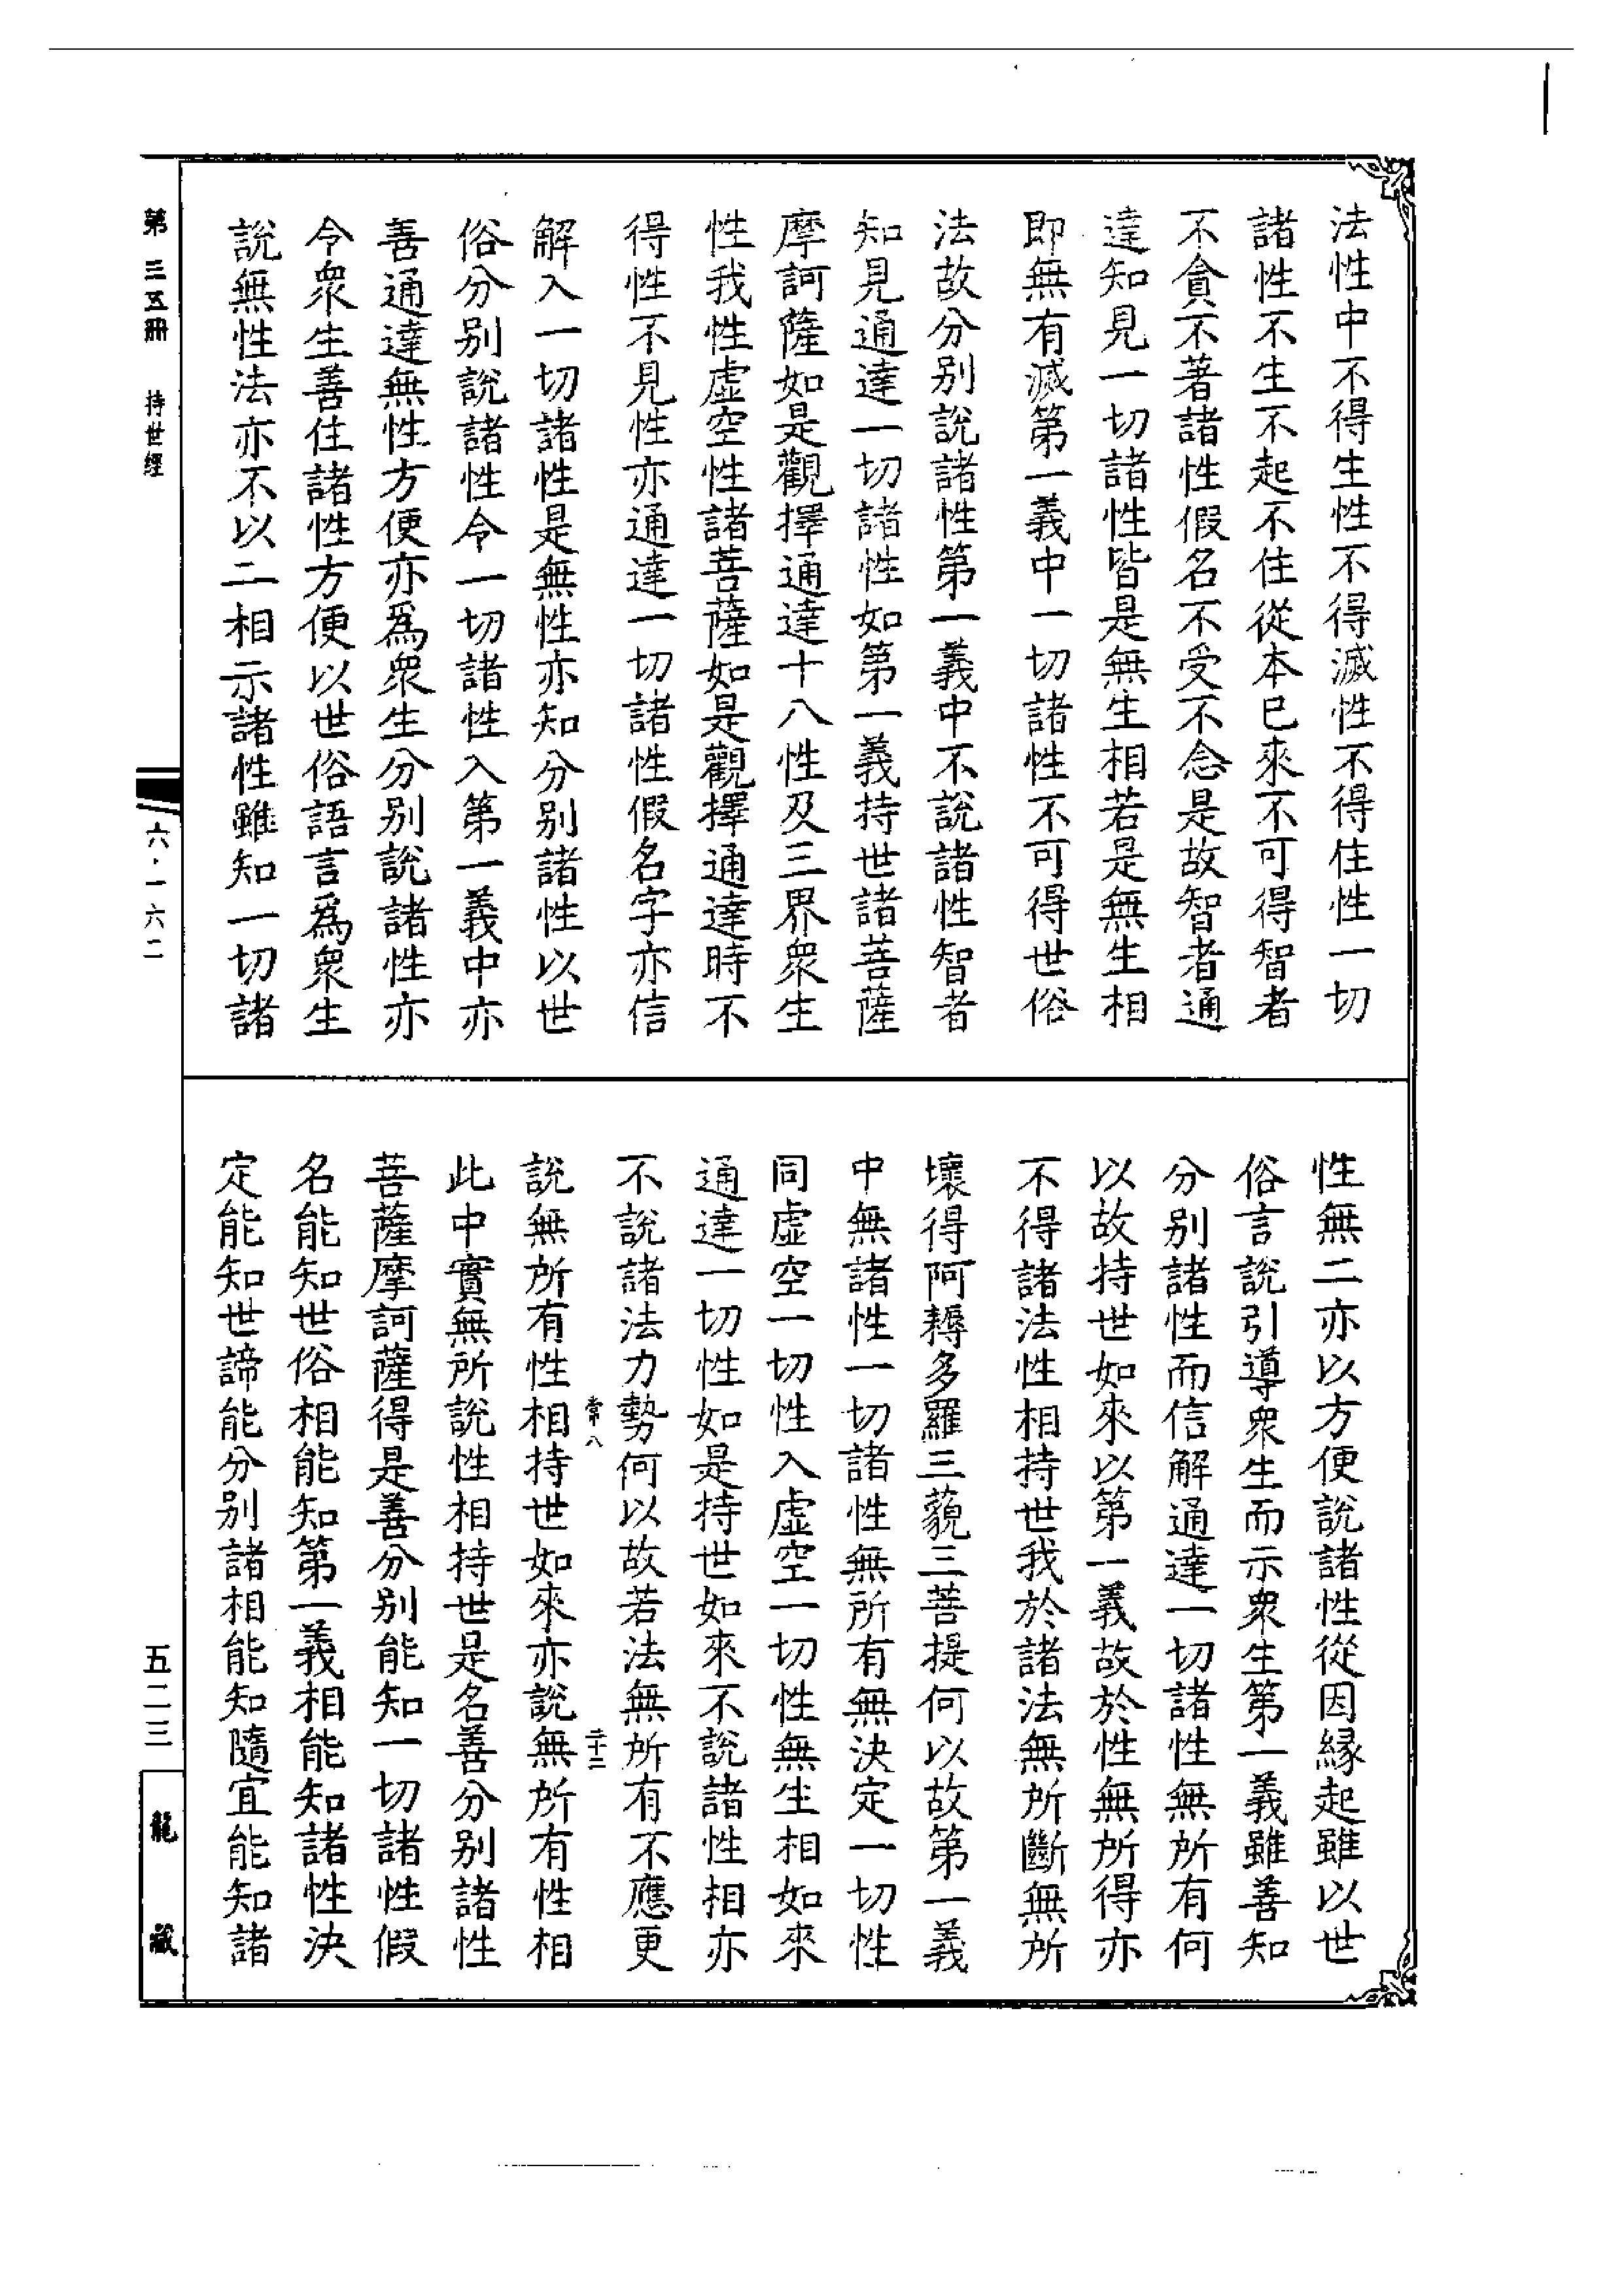 法性中不得生性不得滅性不得住性一切
諸性不生不起不住從本已來不可得智者
不貪不著諸性假名不受不念是故智者通
達知見一切諸性皆是無生相若是無生相
即無有滅第一義中一切諸性不可得世俗
法故分別說諸性第一義中不說諸性智者
知見通達一切諸性如第一義持世諸菩薩
摩訶薩如是觀擇通達十八性及三界眾生
性我性虛空性諸菩薩如是觀擇通達時不
得性不見性亦通達一切諸性假名字亦信
解入一切諸性是無性亦知分別諸性以世
俗分別說諸性令一切諸性入第一義中亦
善通達無性方便亦為眾生分別說諸性亦
令眾生善住諸性方便以世俗語言為眾生
說無性法亦不以二相示諸性雖知一切諸
性無二亦以方便說諸性從因緣起雖以世
俗言說引導眾生而示眾生第一義雖善知
分別諸性而信解通達一切諸性無所有何
以故持世如來以第一義故於性無所得亦
不得諸法性相持世我於諸法無所斷無所
壞得阿耨多羅三藐三菩提何以故第一義
中無諸性一切諸性無所有無決定一切性
同虛空一切性入虛空一切性無生相如來
通達一切性如是持世如來不說諸性相亦
不說諸法力勢何以故若法無所有不應更
常八
二十三
說無所有性相持世如來亦說無所有性相
此中實無所說性相持世是名善分別諸性
菩薩摩訶薩得是善分別能知一切諸性假
名能知世俗相能知第一義相能知諸性決
定能知世諦能分別諸相能知隨宜能知諸
第三五冊 持世經
六·一六二
五二三
龍藏